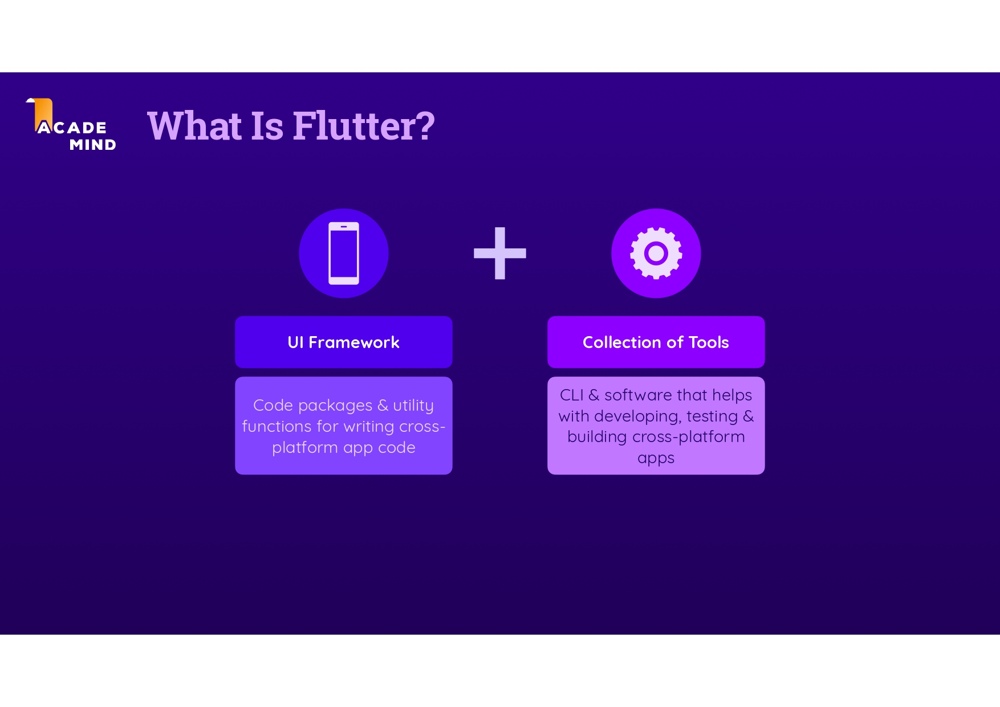 ACADE
MIND
What Is Flutter?
UI Framework
Code packages & utility
functions for writing cross-
platform app code
Collection of Tools
CLI & software that helps
with developing, testing &
building cross-platform
apps